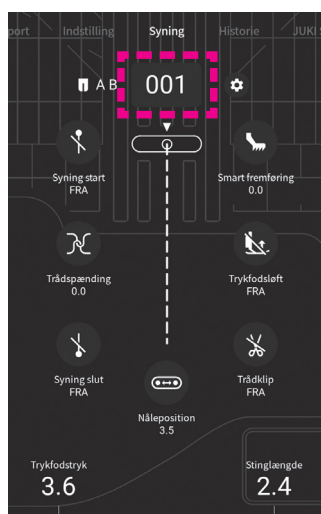 port Indstilling Syning Historie JUKI S
A B 001
Syning start
FRA
Smart fremføring
0.0
Trådspænding
0.0
Trykfodsløft
FRA
Syning slut
FRA
Trådklip
FRA
Nåleposition
3.5
Trykfodstryk
3.6
Stinglængde
2.4